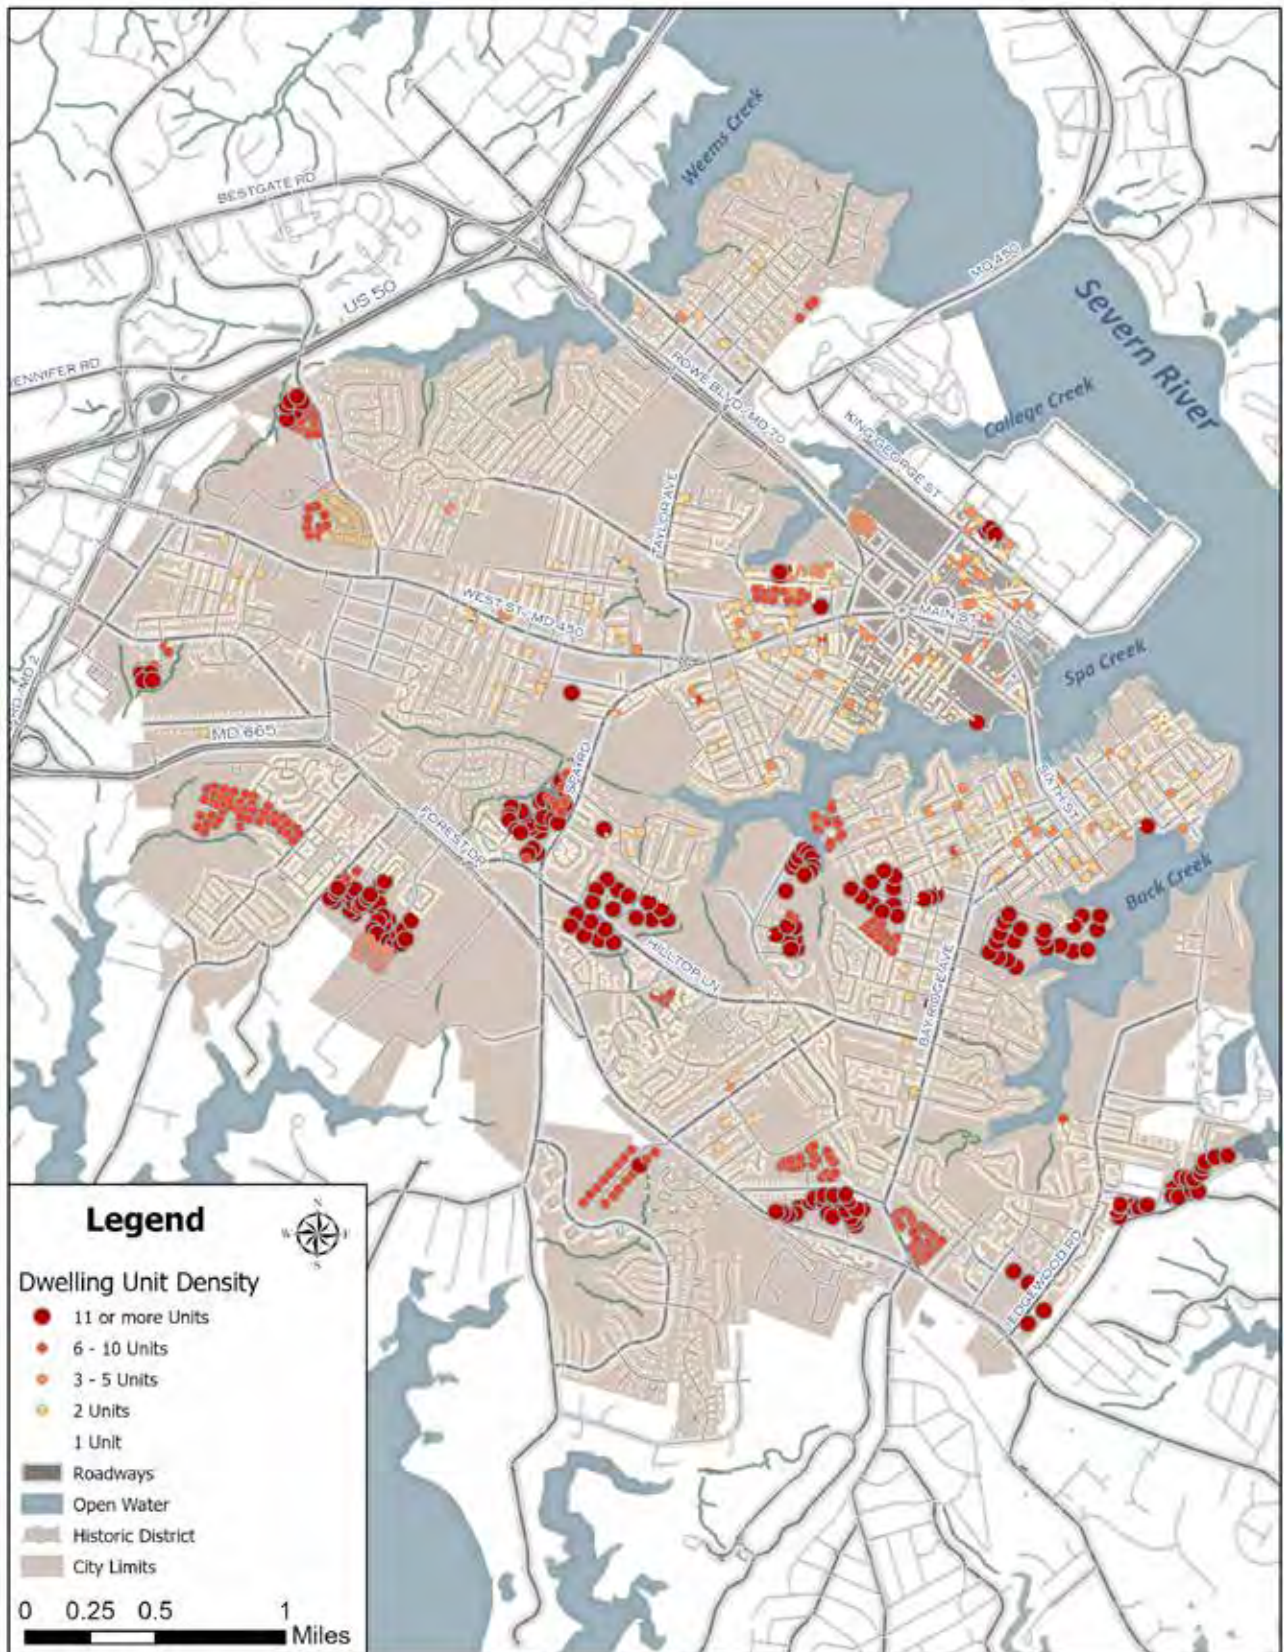 Weems Creek
BESTGATE RD
MD 450
US 50
Severn River
JENNIFER RD
ROWE BLVD.-MD 70
College Creek
KING GEORGE ST
TAYLOR AVE
WEST ST.-MD 450
MAIN ST
Spa Creek
MD 665
SPA RD
SIXTH ST
FOREST DR
Back Creek
HILLTOP LN
BAY RIDGE AVE
EDGEWOOD RD
Legend
N
W E
S
Dwelling Unit Density
11 or more Units
6 - 10 Units
3 - 5 Units
2 Units
1 Unit
Roadways
Open Water
Historic District
City Limits
0 0.25 0.5 1
Miles